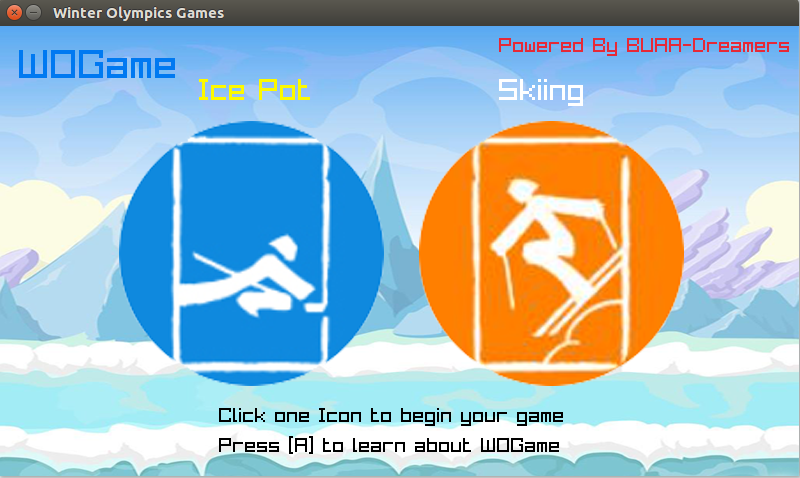 Winter Olympics Games
Powered By BUAA-Dreamers
WOGame
Ice Pot
Skiing
Click one Icon to begin your game
Press [A] to learn about WOGame